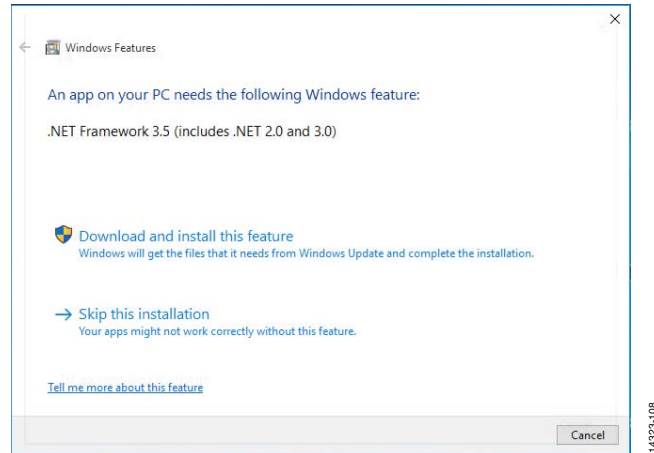 Windows Features
An app on your PC needs the following Windows feature:
.NET Framework 3.5 (includes .NET 2.0 and 3.0)
Download and install this feature
Windows will get the files that it needs from Windows Update and complete the installation.
Skip this installation
Your apps might not work correctly without this feature.
Tell me more about this feature
Cancel
14323-108